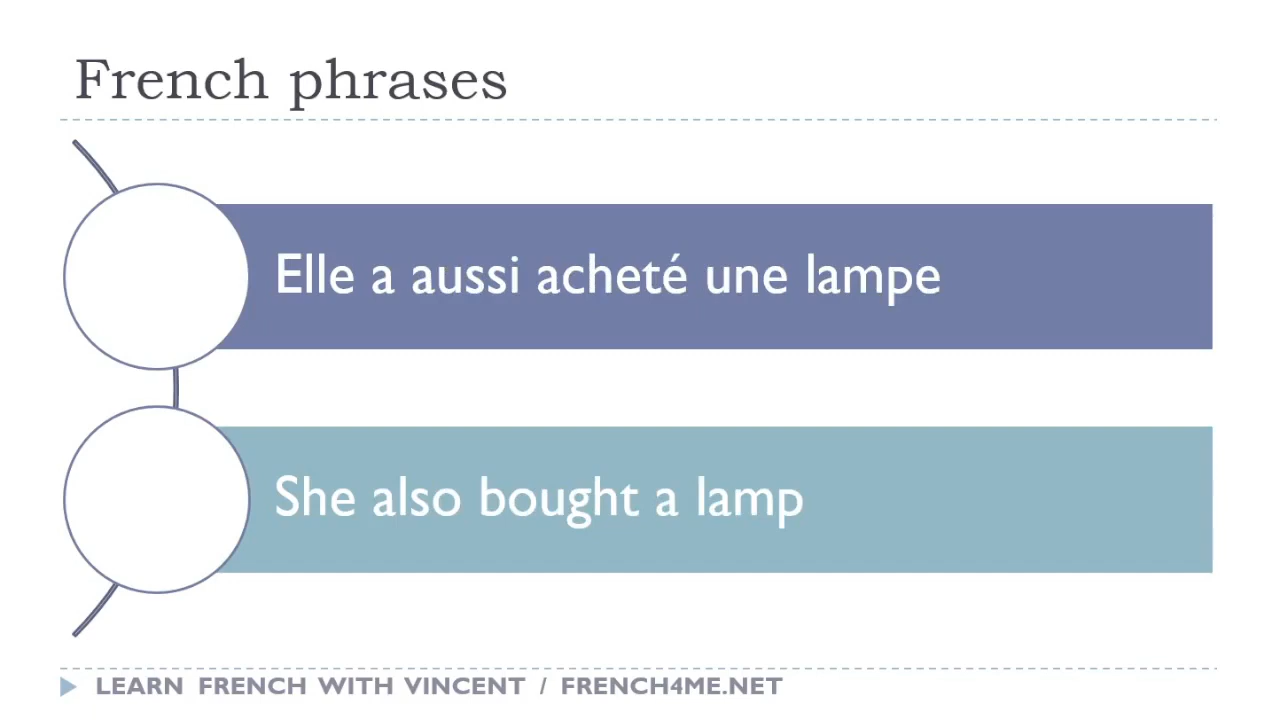 French phrases
Elle a aussi acheté une lampe
She also bought a lamp
LEARN FRENCH WITH VINCENT / FRENCH4ME.NET